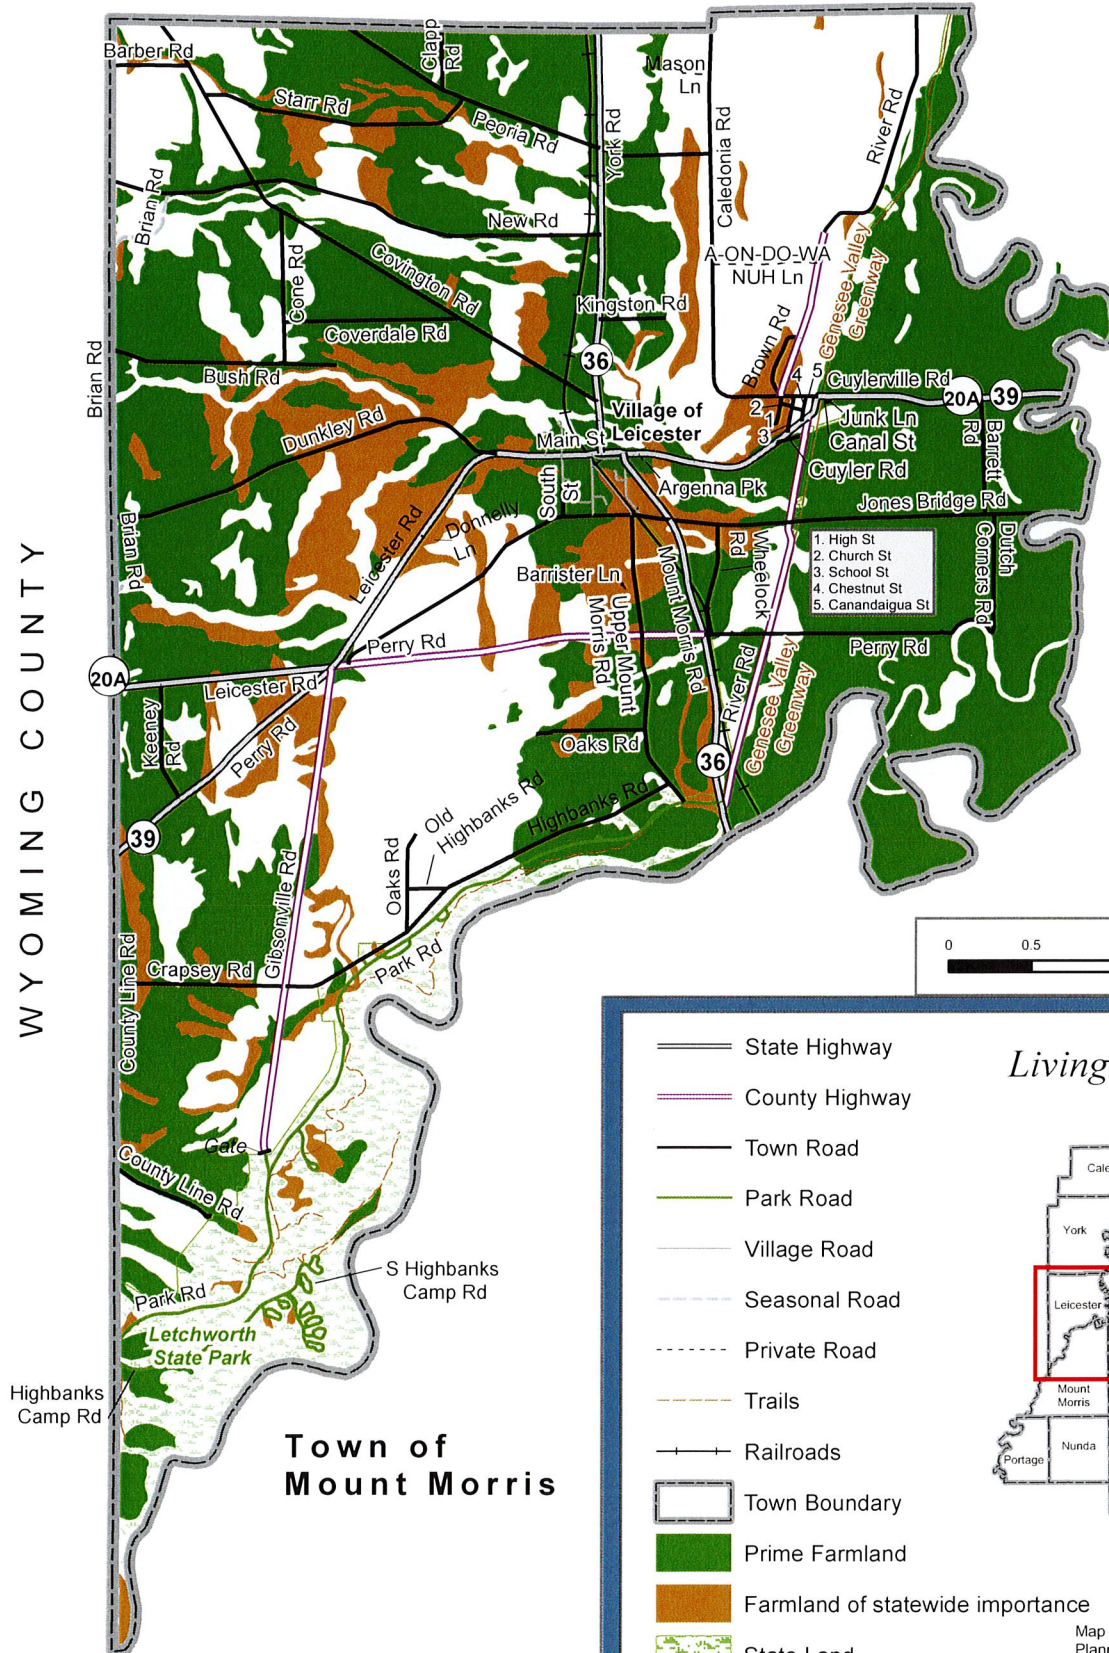 Barber Rd
Clapp
Rd
Mason
Ln
Starr Rd
Peoria Rd
York Rd
Caledonia Rd
River Rd
Brian Rd
New Rd
A-ON-DO-WA
NUH Ln
Cone Rd
Covington Rd
Genesee Valley
Greenway
Kingston Rd
Coverdale Rd
Brown Rd
36
Brian Rd
Bush Rd
4
5
Cuylerville Rd
20A
39
2
1
3
Village of
Leicester
Junk Ln
Canal St
Barrett
Rd
Dunkley Rd
Main St
Cuyler Rd
South
St
Argenna Pk
Jones Bridge Rd
Brian Rd
Leicester Rd
Donnelly
Ln
Wheelock
Rd
1. High St
2. Church St
3. School St
4. Chestnut St
5. Canandaigua St
Dutch
Corners Rd
Barrister Ln
Upper Mount
Morris Rd
Mount Morris Rd
WYOMING COUNTY
Perry Rd
Perry Rd
20A
Leicester Rd
Keeney
Rd
Perry Rd
River Rd
Genesee Valley
Greenway
Oaks Rd
36
Old
Highbanks Rd
Highbanks Rd
39
Oaks Rd
Gibsonville Rd
County Line Rd
Crapsey Rd
Park Rd
0 0.5
Gate
County Line Rd.
Park Rd
S Highbanks
Camp Rd
Letchworth
State Park
Highbanks
Camp Rd
Town of
Mount Morris
State Highway
County Highway
Town Road
Park Road
Village Road
Seasonal Road
Private Road
Trails
Railroads
Town Boundary
Prime Farmland
Farmland of statewide importance
State Land
Living
Cale
York
Leicester
Mount
Morris
Portage
Nunda
Map
Plann